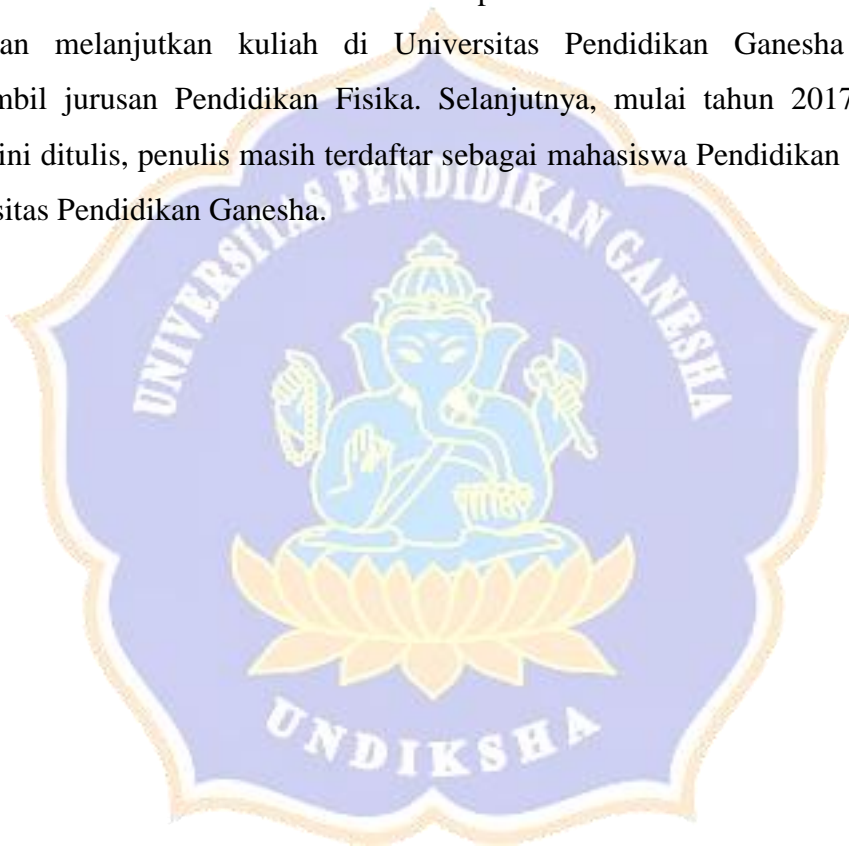 an melanjutkan kuliah di Universitas Pendidikan Ganesha
mbil jurusan Pendidikan Fisika. Selanjutnya, mulai tahun 2017
ini ditulis, penulis masih terdaftar sebagai mahasiswa Pendidikan
sitas Pendidikan Ganesha.
UNIVERSITAS PENDIDIKAN GANESHA
UNDIKSHA